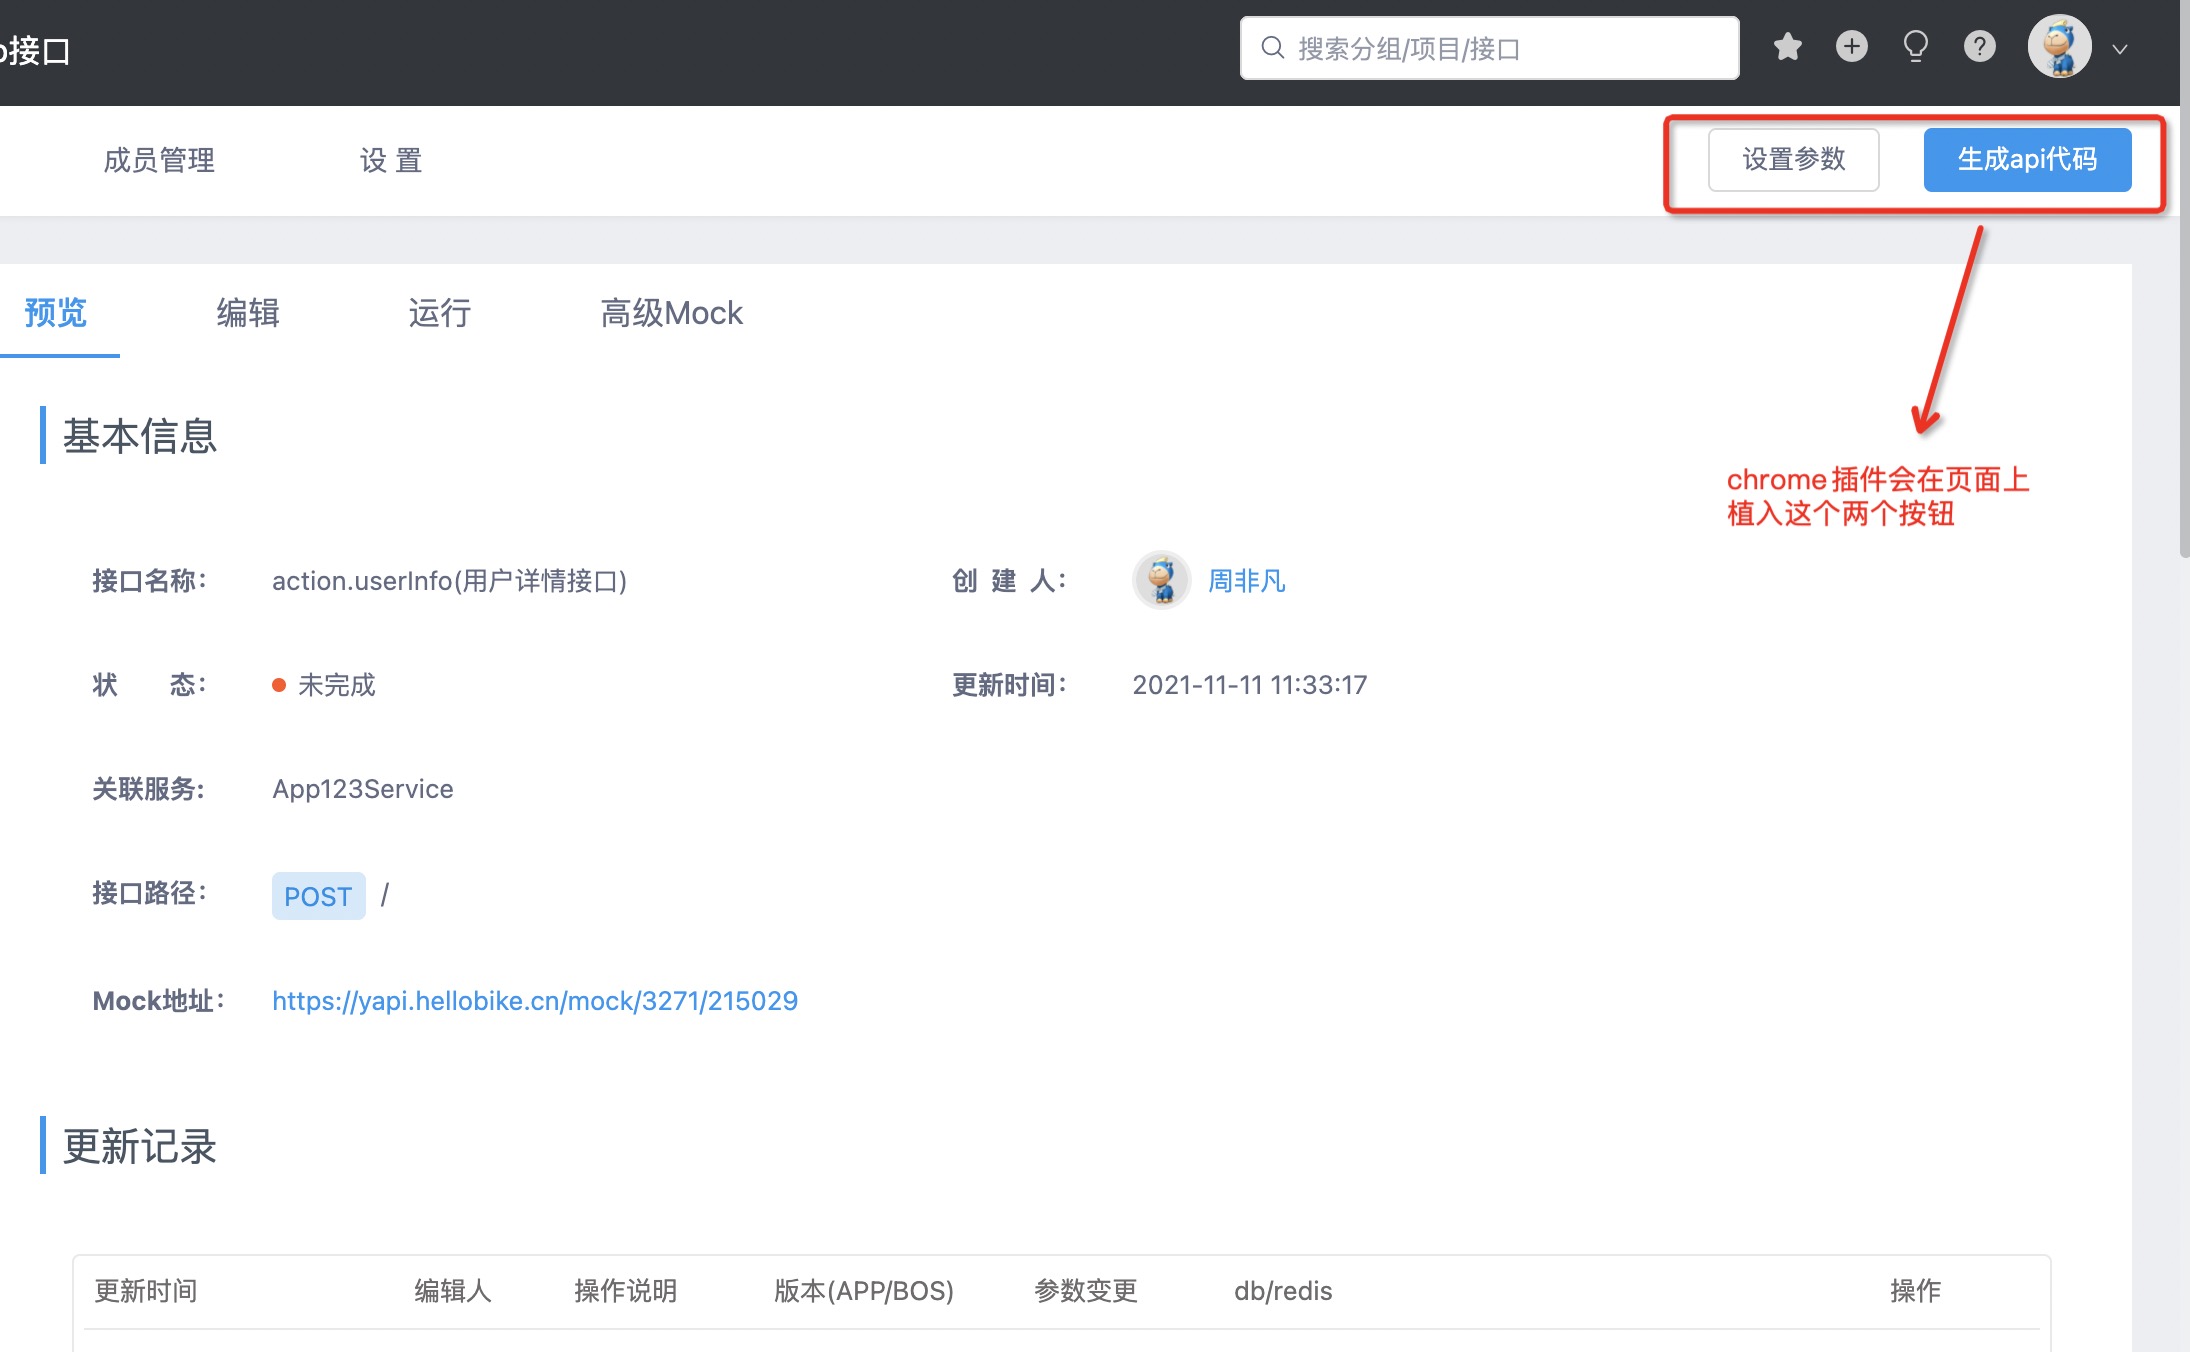 接口
搜索分组/项目/接口
成员管理
设 置
设置参数
生成api代码
预览
编辑
运行
高级Mock
chrome插件会在页面上
植入这个两个按钮
基本信息
接口名称:
action.userInfo(用户详情接口)
创 建 人:
周非凡
状 态:
未完成
更新时间:
2021-11-11 11:33:17
关联服务:
App123Service
接口路径:
POST /
Mock地址:
https://yapi.hellobike.cn/mock/3271/215029
更新记录
更新时间
编辑人
操作说明
版本(APP/BOS)
参数变更
db/redis
操作